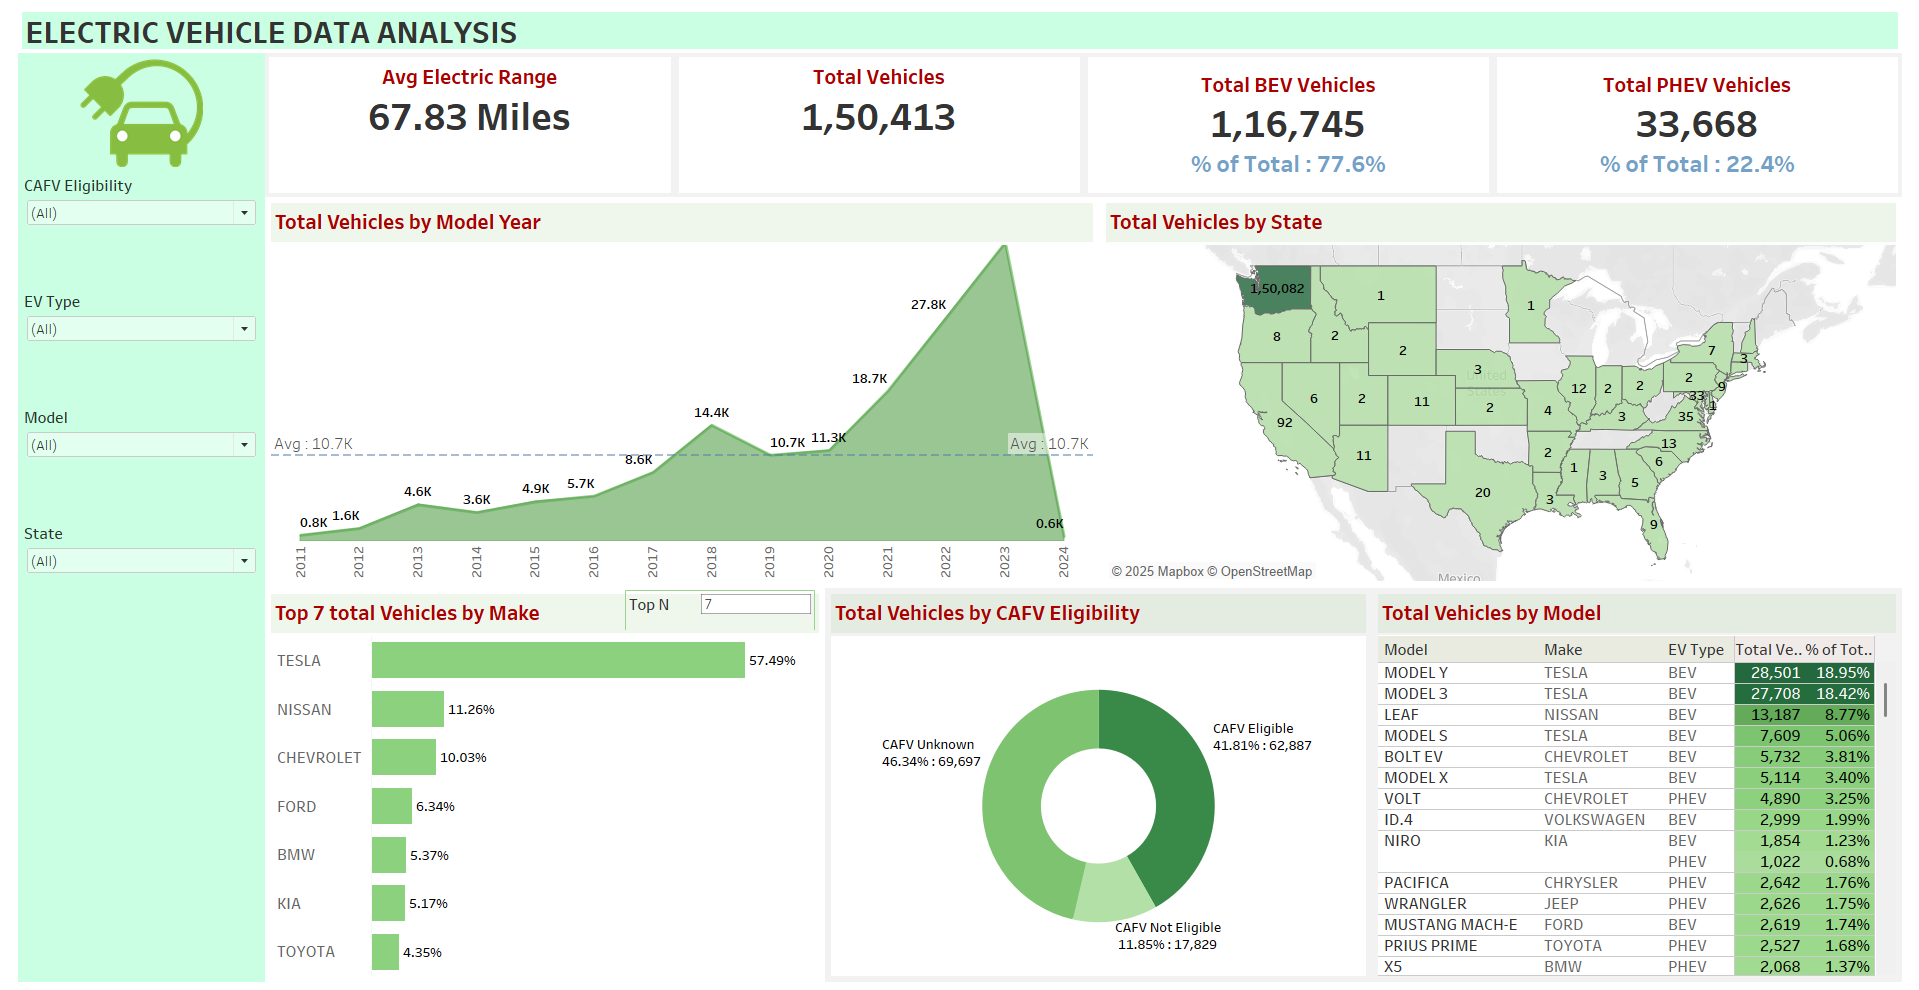 ELECTRIC VEHICLE DATA ANALYSIS
CAFV Eligibility
(All)
EV Type
(All)
Model
(All)
State
(All)
Avg Electric Range
67.83 Miles
Total Vehicles
1,50,413
Total BEV Vehicles
1,16,745
% of Total : 77.6%
Total PHEV Vehicles
33,668
% of Total : 22.4%
Total Vehicles by Model Year
27.8K
18.7K
14.4K
10.7K 11.3K
Avg : 10.7K
Avg : 10.7K
8.6K
5.7K
4.9K
4.6K
3.6K
1.6K
0.8K
0.6K
2011 2012 2013 2014 2015 2016 2017 2018 2019 2020 2021 2022 2023 2024
Total Vehicles by State
1,50,082
1
1
8
2
2
7
3
3
United States
12
2
2
2
9
33
1
6
2
11
2
4
3
35
92
11
2
13
6
1
3
5
20
3
9
Mexico
© 2025 Mapbox © OpenStreetMap
Top 7 total Vehicles by Make
Top N
7
TESLA 57.49%
NISSAN 11.26%
CHEVROLET 10.03%
FORD 6.34%
BMW 5.37%
KIA 5.17%
TOYOTA 4.35%
Total Vehicles by CAFV Eligibility
CAFV Unknown
46.34% : 69,697
CAFV Eligible
41.81% : 62,887
CAFV Not Eligible
11.85% : 17,829
Total Vehicles by Model
Model Make EV Type Total Ve.. % of Tot..
MODEL Y TESLA BEV 28,501 18.95%
MODEL 3 TESLA BEV 27,708 18.42%
LEAF NISSAN BEV 13,187 8.77%
MODEL S TESLA BEV 7,609 5.06%
BOLT EV CHEVROLET BEV 5,732 3.81%
MODEL X TESLA BEV 5,114 3.40%
VOLT CHEVROLET PHEV 4,890 3.25%
ID.4 VOLKSWAGEN BEV 2,999 1.99%
NIRO KIA BEV 1,854 1.23%
PHEV 1,022 0.68%
PACIFICA CHRYSLER PHEV 2,642 1.76%
WRANGLER JEEP PHEV 2,626 1.75%
MUSTANG MACH-E FORD BEV 2,619 1.74%
PRIUS PRIME TOYOTA PHEV 2,527 1.68%
X5 BMW PHEV 2,068 1.37%